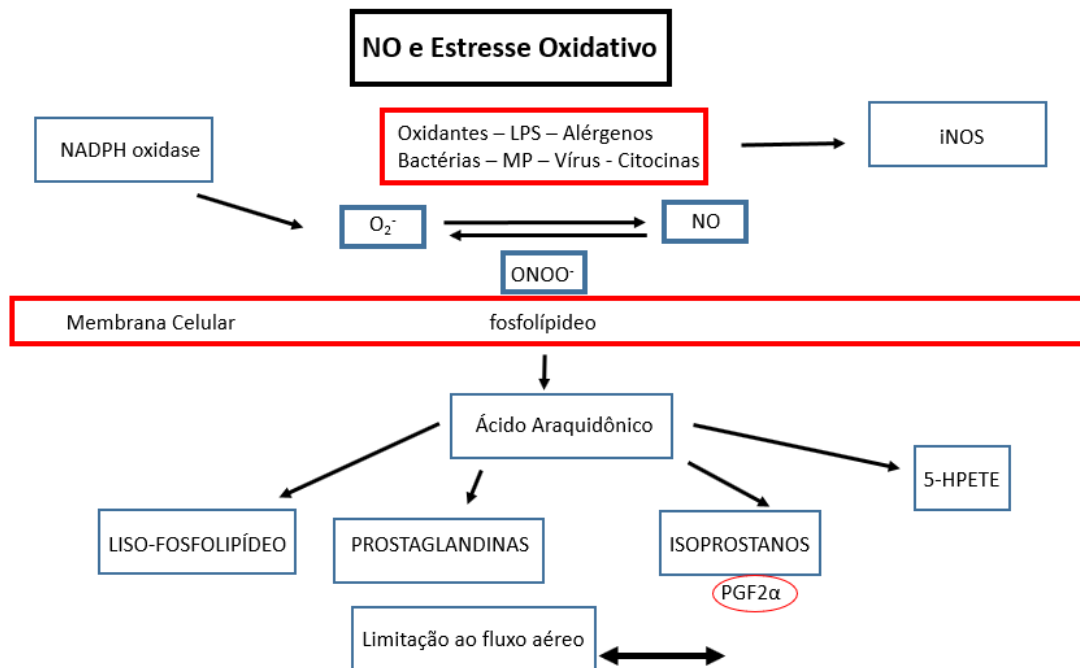 NO e Estresse Oxidativo
NADPH oxidase
Oxidantes – LPS – Alérgenos
Bactérias – MP – Vírus - Citocinas
iNOS
O₂⁻
NO
ONOO⁻
Membrana Celular
fosfolípideo
Ácido Araquidônico
5-HPETE
LISO-FOSFOLIPÍDEO
PROSTAGLANDINAS
ISOPROSTANOS
PGF2α
Limitação ao fluxo aéreo